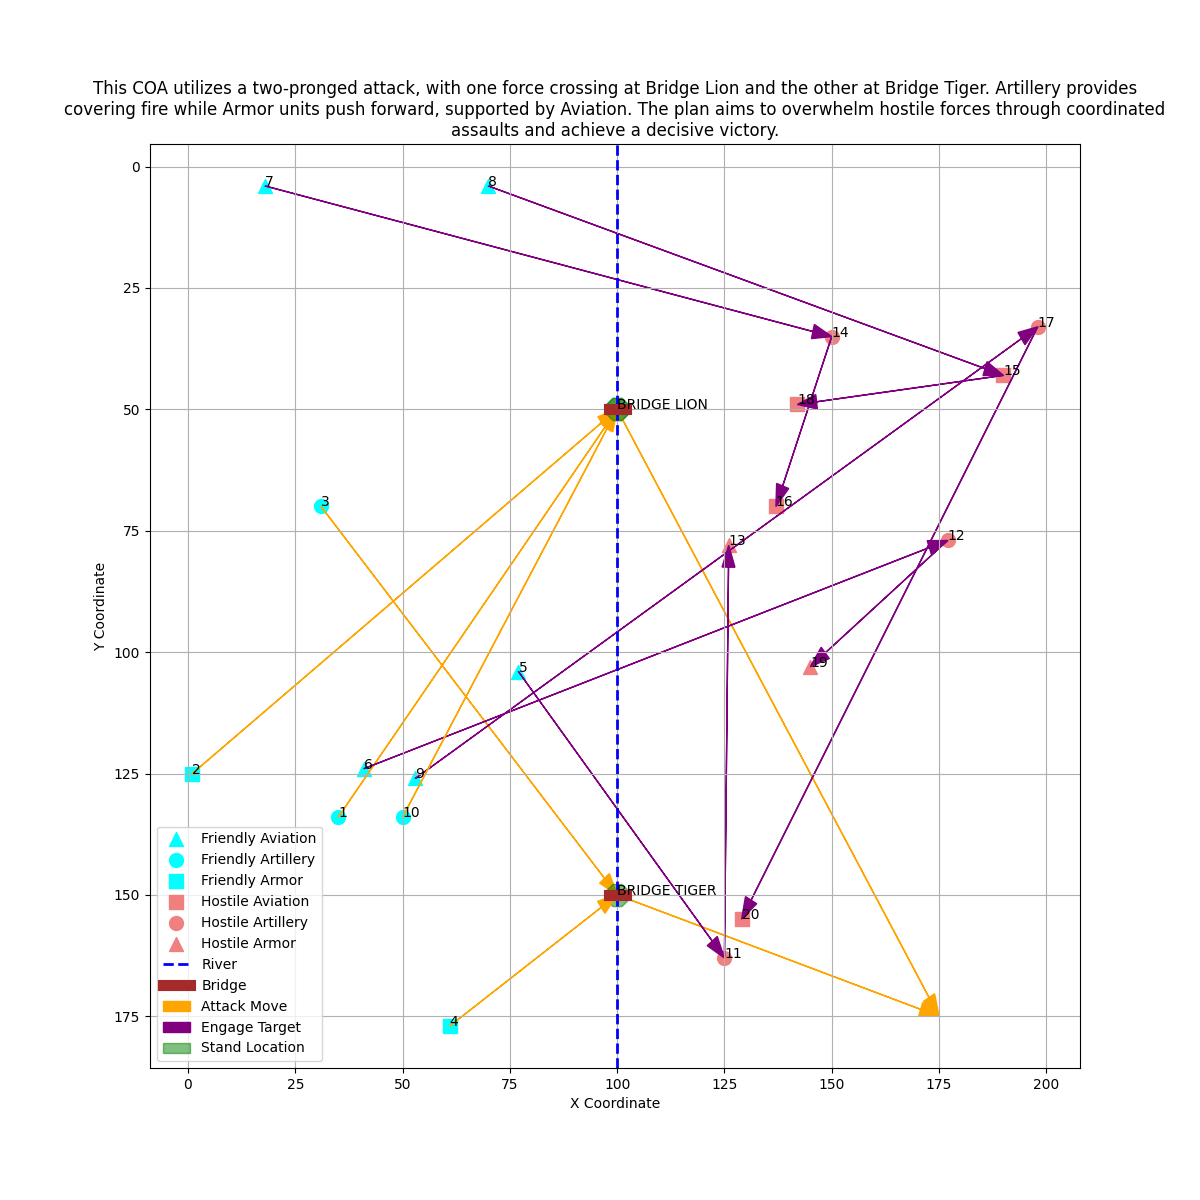 This COA utilizes a two-pronged attack, with one force crossing at Bridge Lion and the other at Bridge Tiger. Artillery provides
covering fire while Armor units push forward, supported by Aviation. The plan aims to overwhelm hostile forces through coordinated
assaults and achieve a decisive victory.
0
25
50
75
100
125
150
175
Y Coordinate
7
8
14
17
15
18
BRIDGE LION
3
16
12
13
19
5
6
2
9
1
10
BRIDGE TIGER
20
11
4
Friendly Aviation
Friendly Artillery
Friendly Armor
Hostile Aviation
Hostile Artillery
Hostile Armor
River
Bridge
Attack Move
Engage Target
Stand Location
0
25
50
75
100
125
150
175
200
X Coordinate